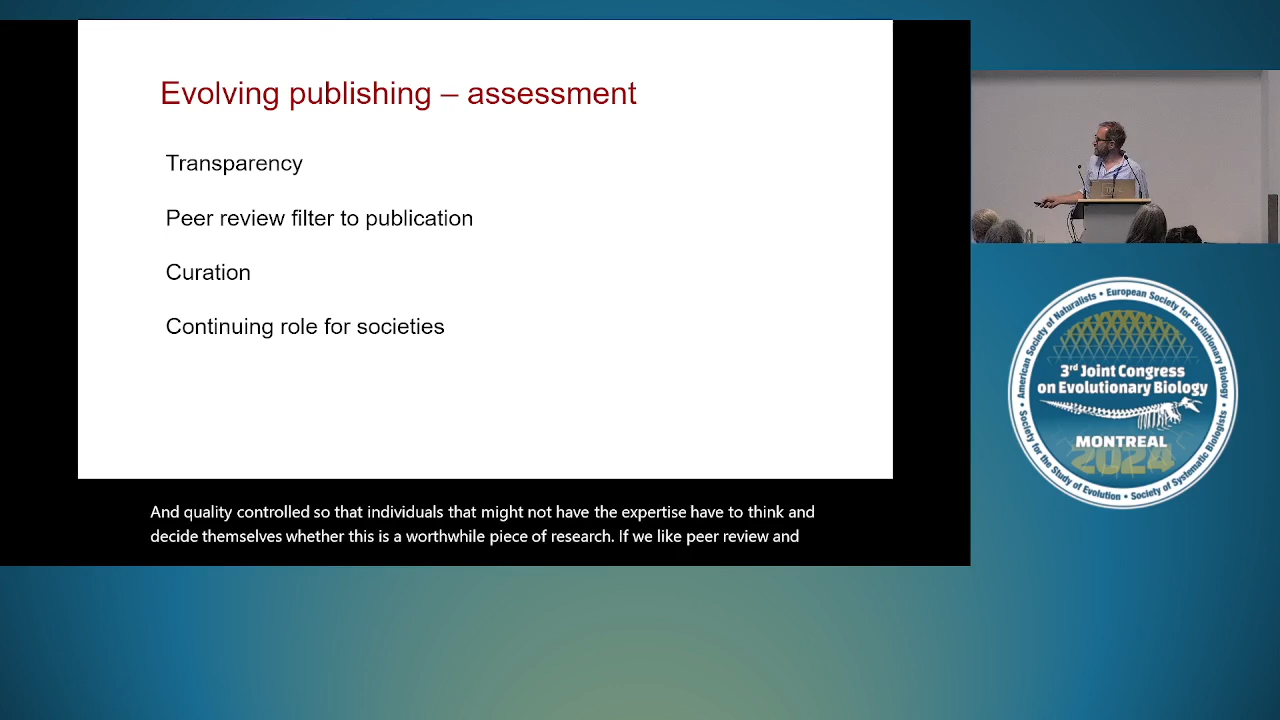 Evolving publishing – assessment
Transparency
Peer review filter to publication
Curation
Continuing role for societies
And quality controlled so that individuals that might not have the expertise have to think and
decide themselves whether this is a worthwhile piece of research. If we like peer review and
American Society of Naturalists • European Society for Evolutionary Biology •
3rd Joint Congress
on Evolutionary Biology
MONTREAL
2024
Society for the Study of Evolution • Society of Systematic Biologists •